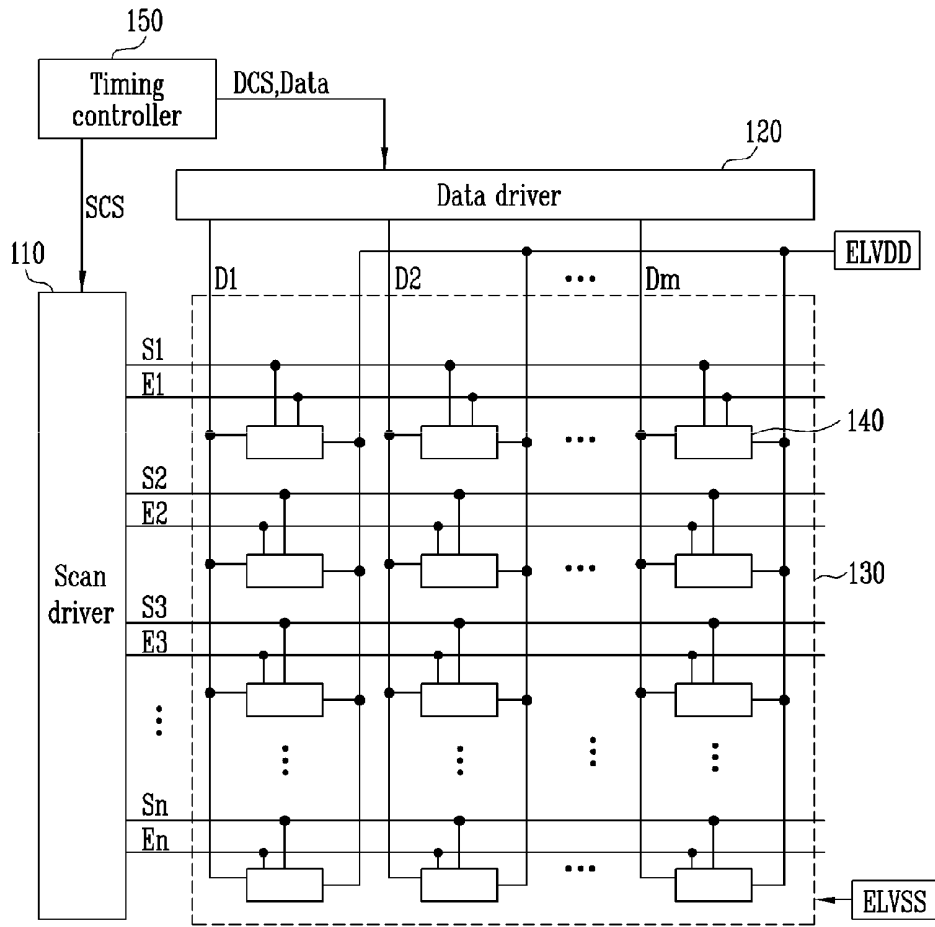 150
Timing
controller
DCS,Data
120
Data driver
SCS
110
ELVDD
D1
D2
...
Dm
S1
E1
140
...
S2
E2
...
130
Scan
driver
S3
E3
Sn
En
...
ELVSS